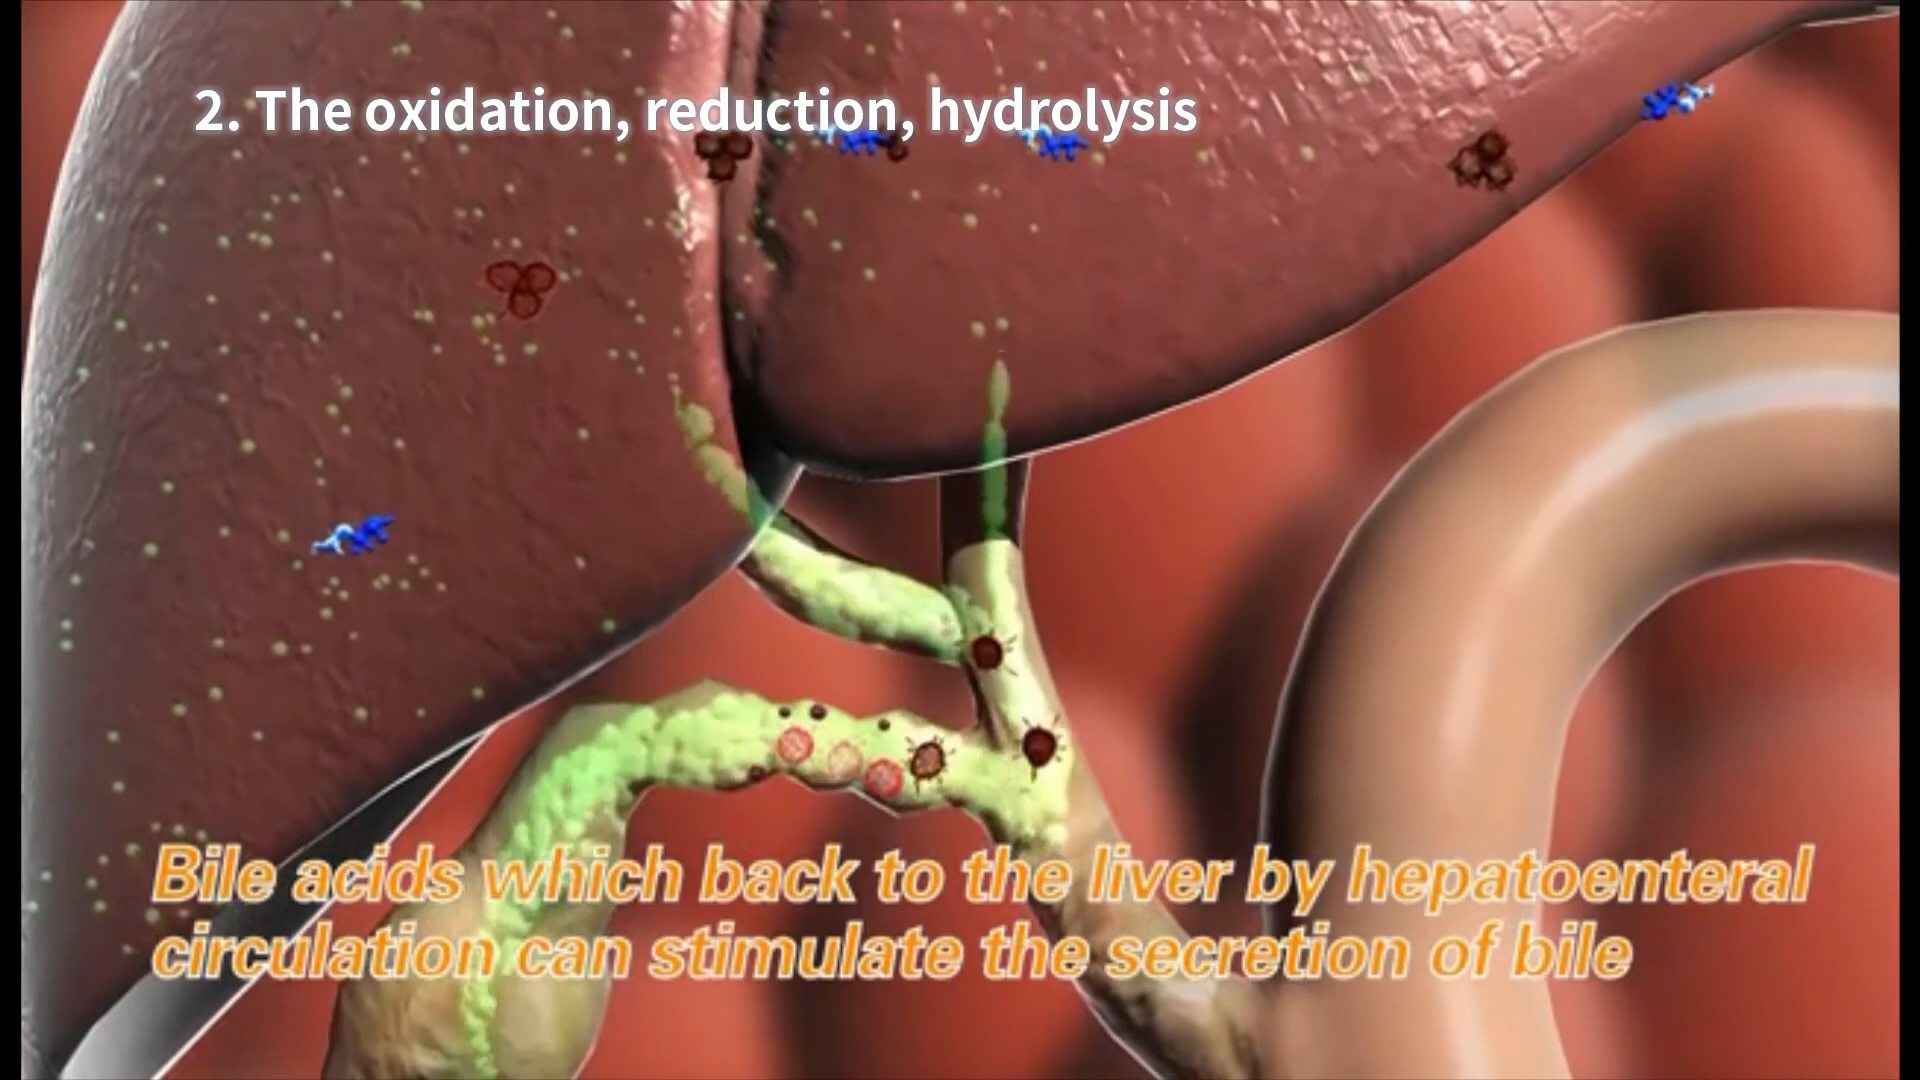 2. The oxidation, reduction, hydrolysis
Bile acids which back to the liver by hepatoenteral
circulation can stimulate the secretion of bile